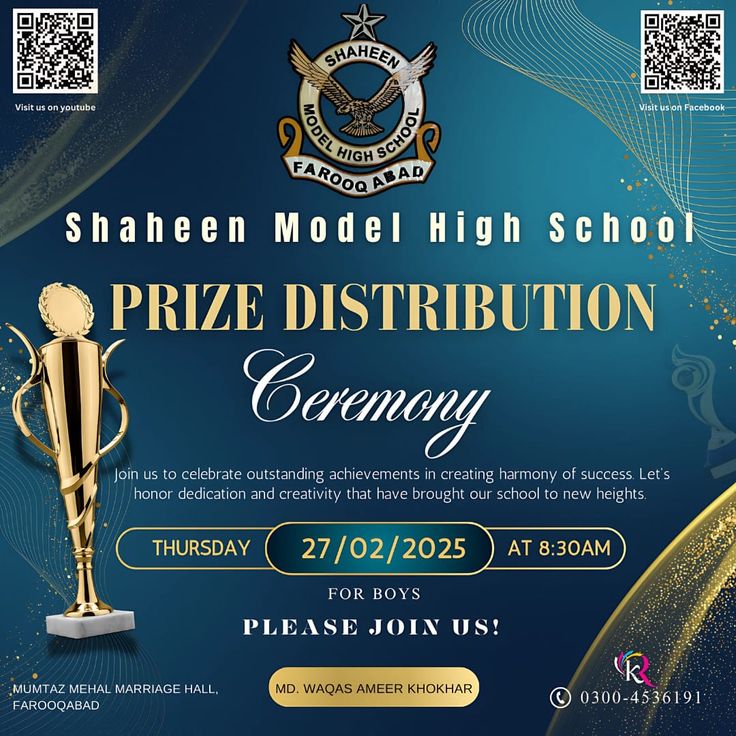 Visit us on youtube
Visit us on Facebook
SHAHEEN
MODEL HIGH SCHOOL
FAROOQ ABAD
Shaheen Model High School
PRIZE DISTRIBUTION
Ceremony
Join us to celebrate outstanding achievements in creating harmony of success. Let's
honor dedication and creativity that have brought our school to new heights.
THURSDAY 27/02/2025 AT 8:30AM
FOR BOYS
PLEASE JOIN US!
MUMTAZ MEHAL MARRIAGE HALL,
FAROOQABAD
MD. WAQAS AMEER KHOKHAR
KR
0300-4536191